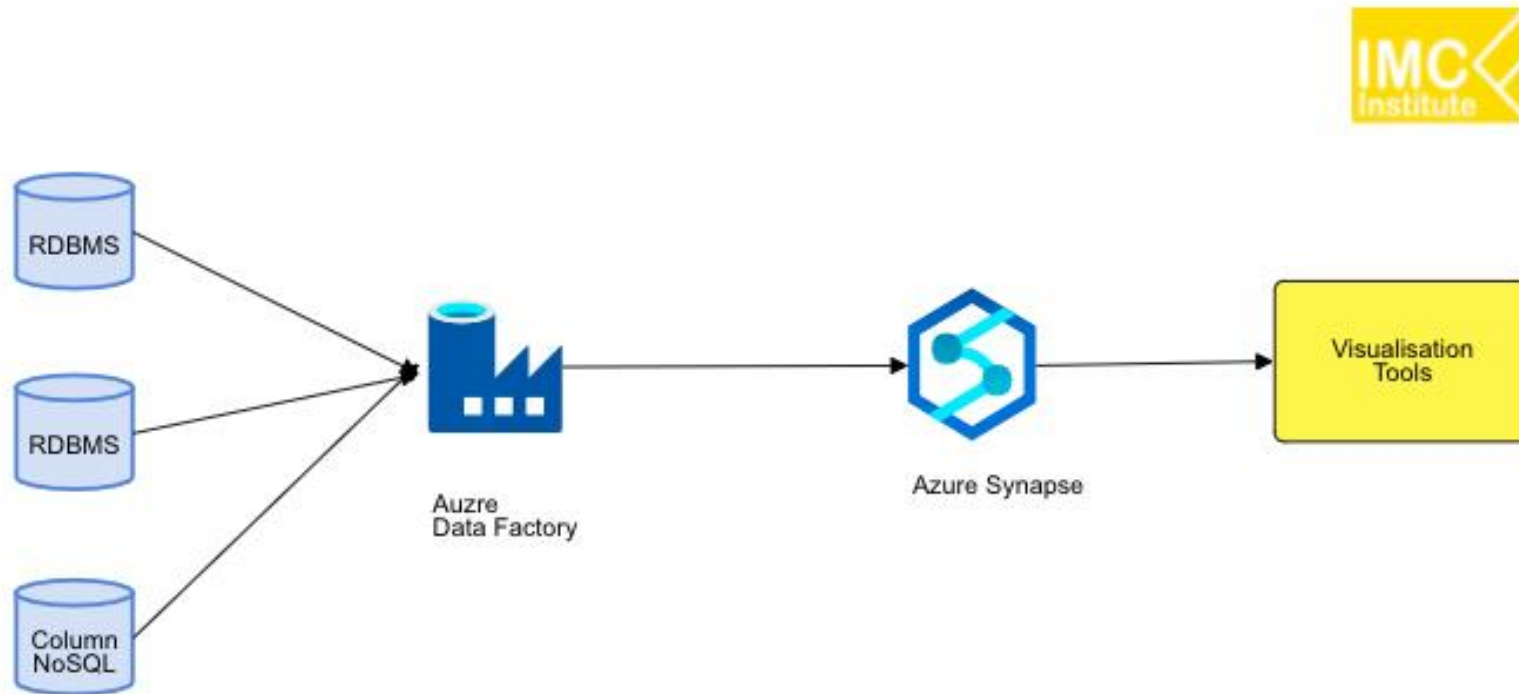 IMC
Institute
RDBMS
RDBMS
Column
NoSQL
Auzre
Data Factory
Azure Synapse
Visualisation
Tools